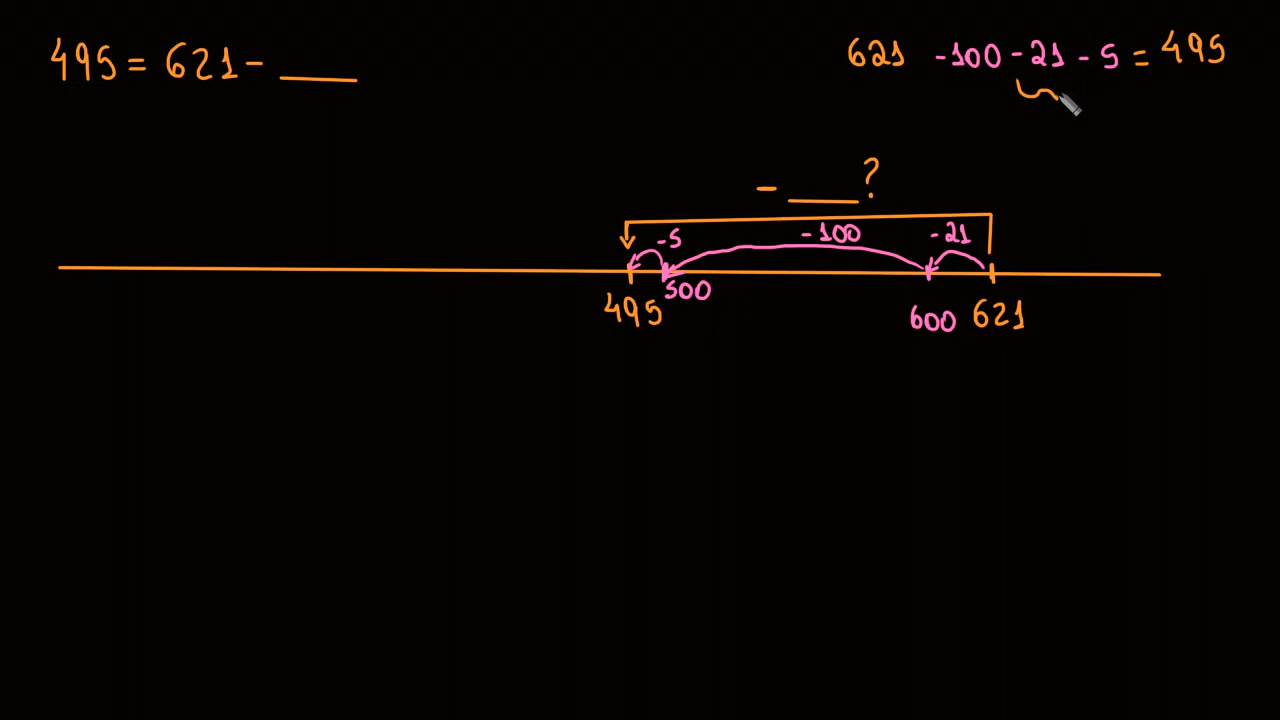 495 = 621 - ____
621 -100 - 21 - 5 = 495
- ____ ?
-5 -100 -21
495 500 600 621